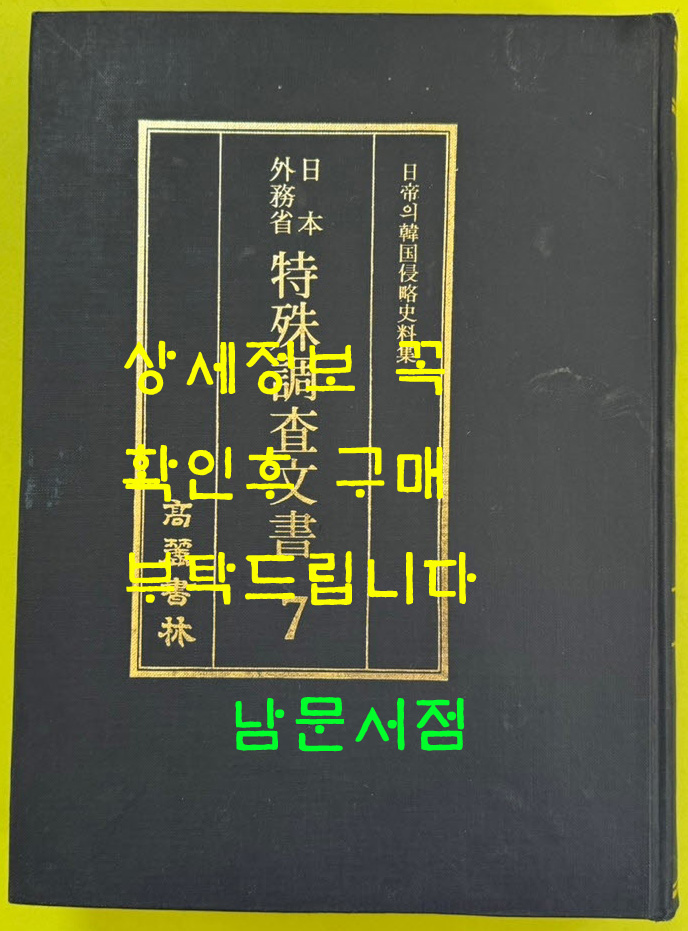 日帝의韓国侵略史料集
日本
外務省
特殊調査文書 7
高麗書林
상세정보 꼭
확인후 구매
부탁드립니다
남문서점